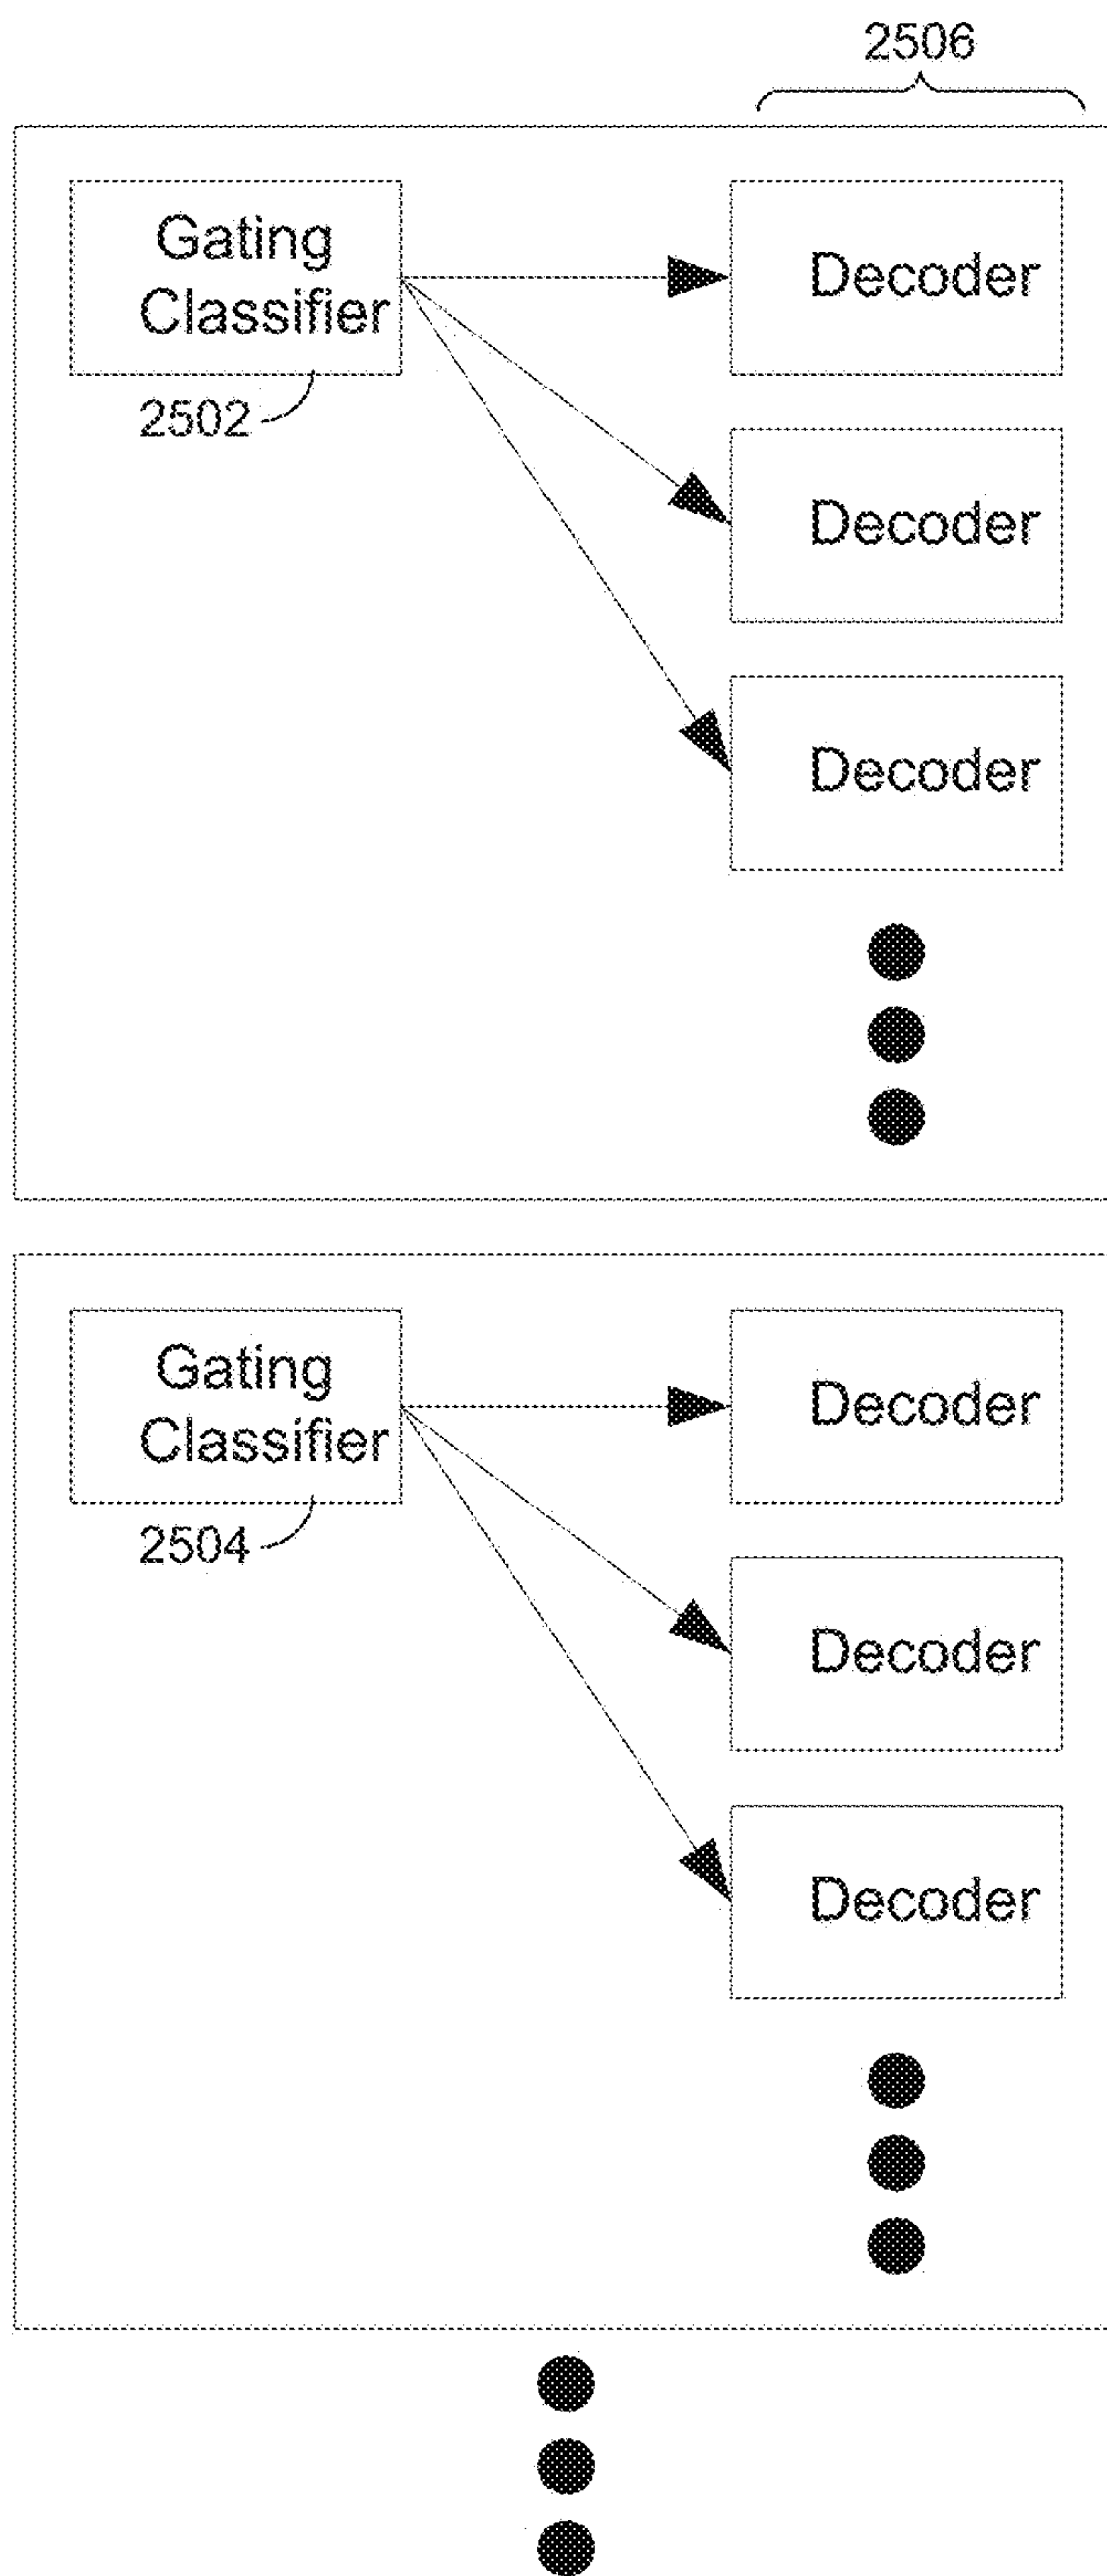 2506
Gating
Classifier
2502
Decoder
Decoder
Decoder
Gating
Classifier
2504
Decoder
Decoder
Decoder